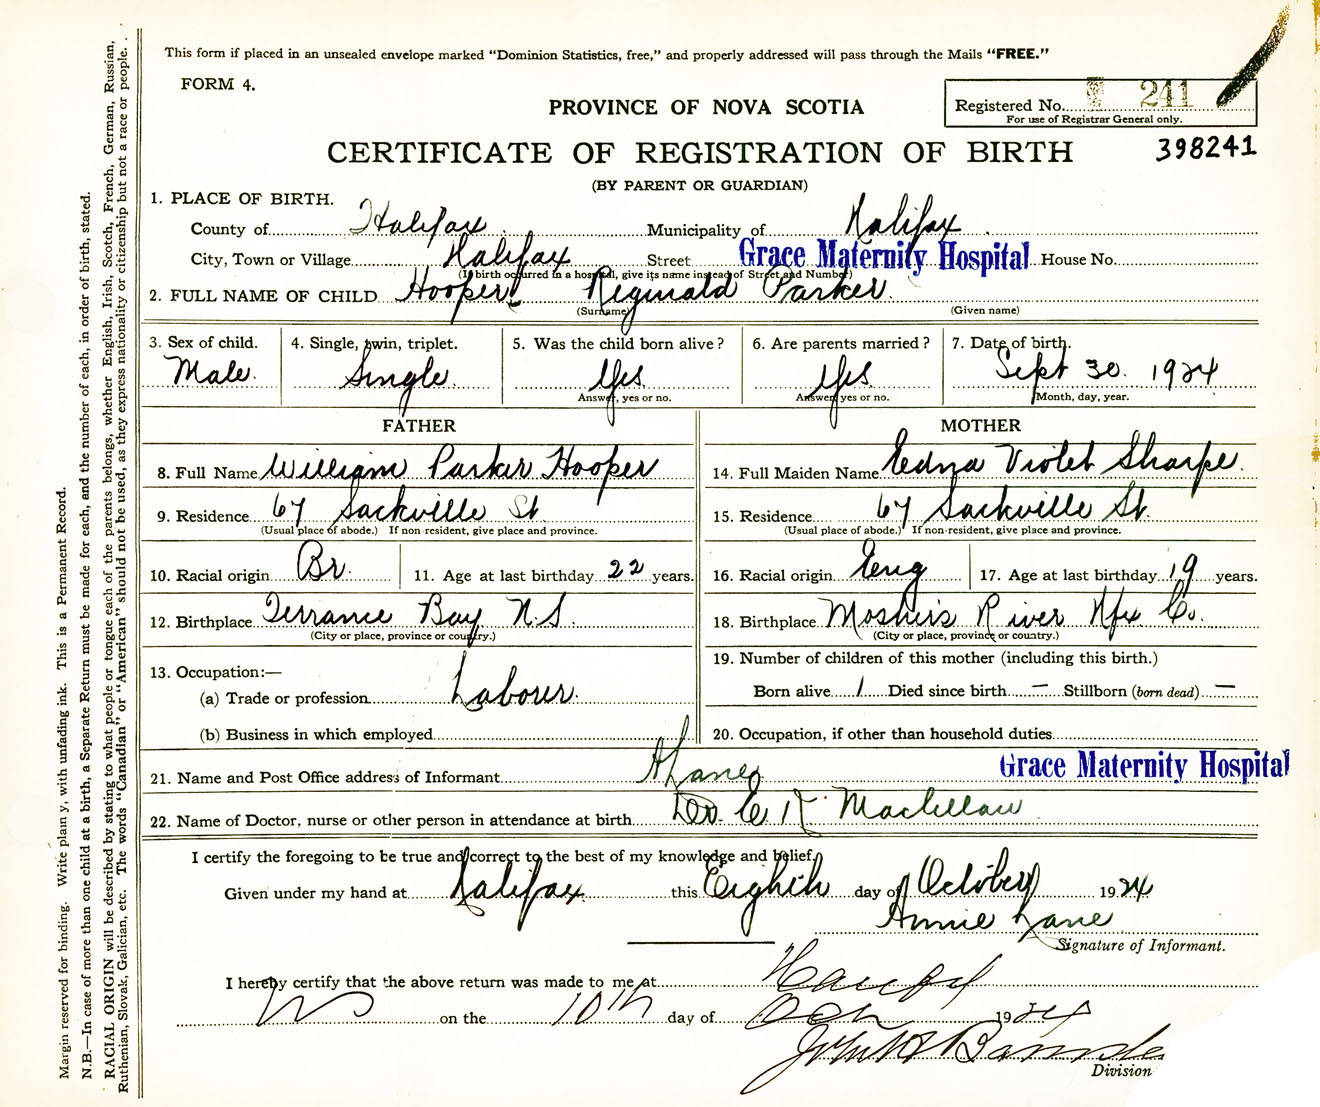 This form if placed in an unsealed envelope marked "Dominion Statistics, free," and properly addressed will pass through the Mails "FREE."
FORM 4.
PROVINCE OF NOVA SCOTIA
Registered No. 241
For use of Registrar General only.
CERTIFICATE OF REGISTRATION OF BIRTH
398241
(BY PARENT OR GUARDIAN)
1. PLACE OF BIRTH.
County of Halifax Municipality of Halifax
City, Town or Village Halifax Street Grace Maternity Hospital House No.
(If birth occurred in a hospital, give its name instead of Street and Number)
2. FULL NAME OF CHILD Hooper Reginald Parker
(Surname) (Given name)
3. Sex of child. 4. Single, twin, triplet. 5. Was the child born alive? 6. Are parents married? 7. Date of birth.
Male. Single. Yes Yes Sept 30. 1924
Answer, yes or no. Answer, yes or no. Month, day, year.
FATHER MOTHER
8. Full Name William Parker Hooper 14. Full Maiden Name Edna Violet Sharpe.
9. Residence 67 Sackville St 15. Residence 67 Sackville St.
(Usual place of abode.) If non-resident, give place and province. (Usual place of abode.) If non-resident, give place and province.
10. Racial origin Br. 11. Age at last birthday 22 years. 16. Racial origin Eng 17. Age at last birthday 19 years.
12. Birthplace Terrance Bay N.S. 18. Birthplace Moshers River Hfx Co.
(City or place, province or country.) (City or place, province or country.)
13. Occupation:— 19. Number of children of this mother (including this birth.)
(a) Trade or profession Laborer. Born alive 1 Died since birth — Stillborn (born dead) —
(b) Business in which employed 20. Occupation, if other than household duties
21. Name and Post Office address of Informant A Lane Grace Maternity Hospital
22. Name of Doctor, nurse or other person in attendance at birth Dr. E K Maclellan
I certify the foregoing to be true and correct to the best of my knowledge and belief.
Given under my hand at Halifax this Eighth day of October 1924
Annie Lane
Signature of Informant.
I hereby certify that the above return was made to me at Halifax
on the 10th day of Oct 1924
John
Division
Margin reserved for binding. Write plain y, with unfading ink. This is a Permanent Record.
N.B.—In case of more than one child at a birth, a Separate Return must be made for each, and the number of each, in order of birth, stated.
RACIAL ORIGIN will be described by stating to what people or tongue each of the parents belongs, whether English, Irish, Scotch, French, German, Russian,
Ruthenian, Slovak, Galician, etc. The words "Canadian" or "American" should not be used, as they express nationality or citizenship but not a race or people.